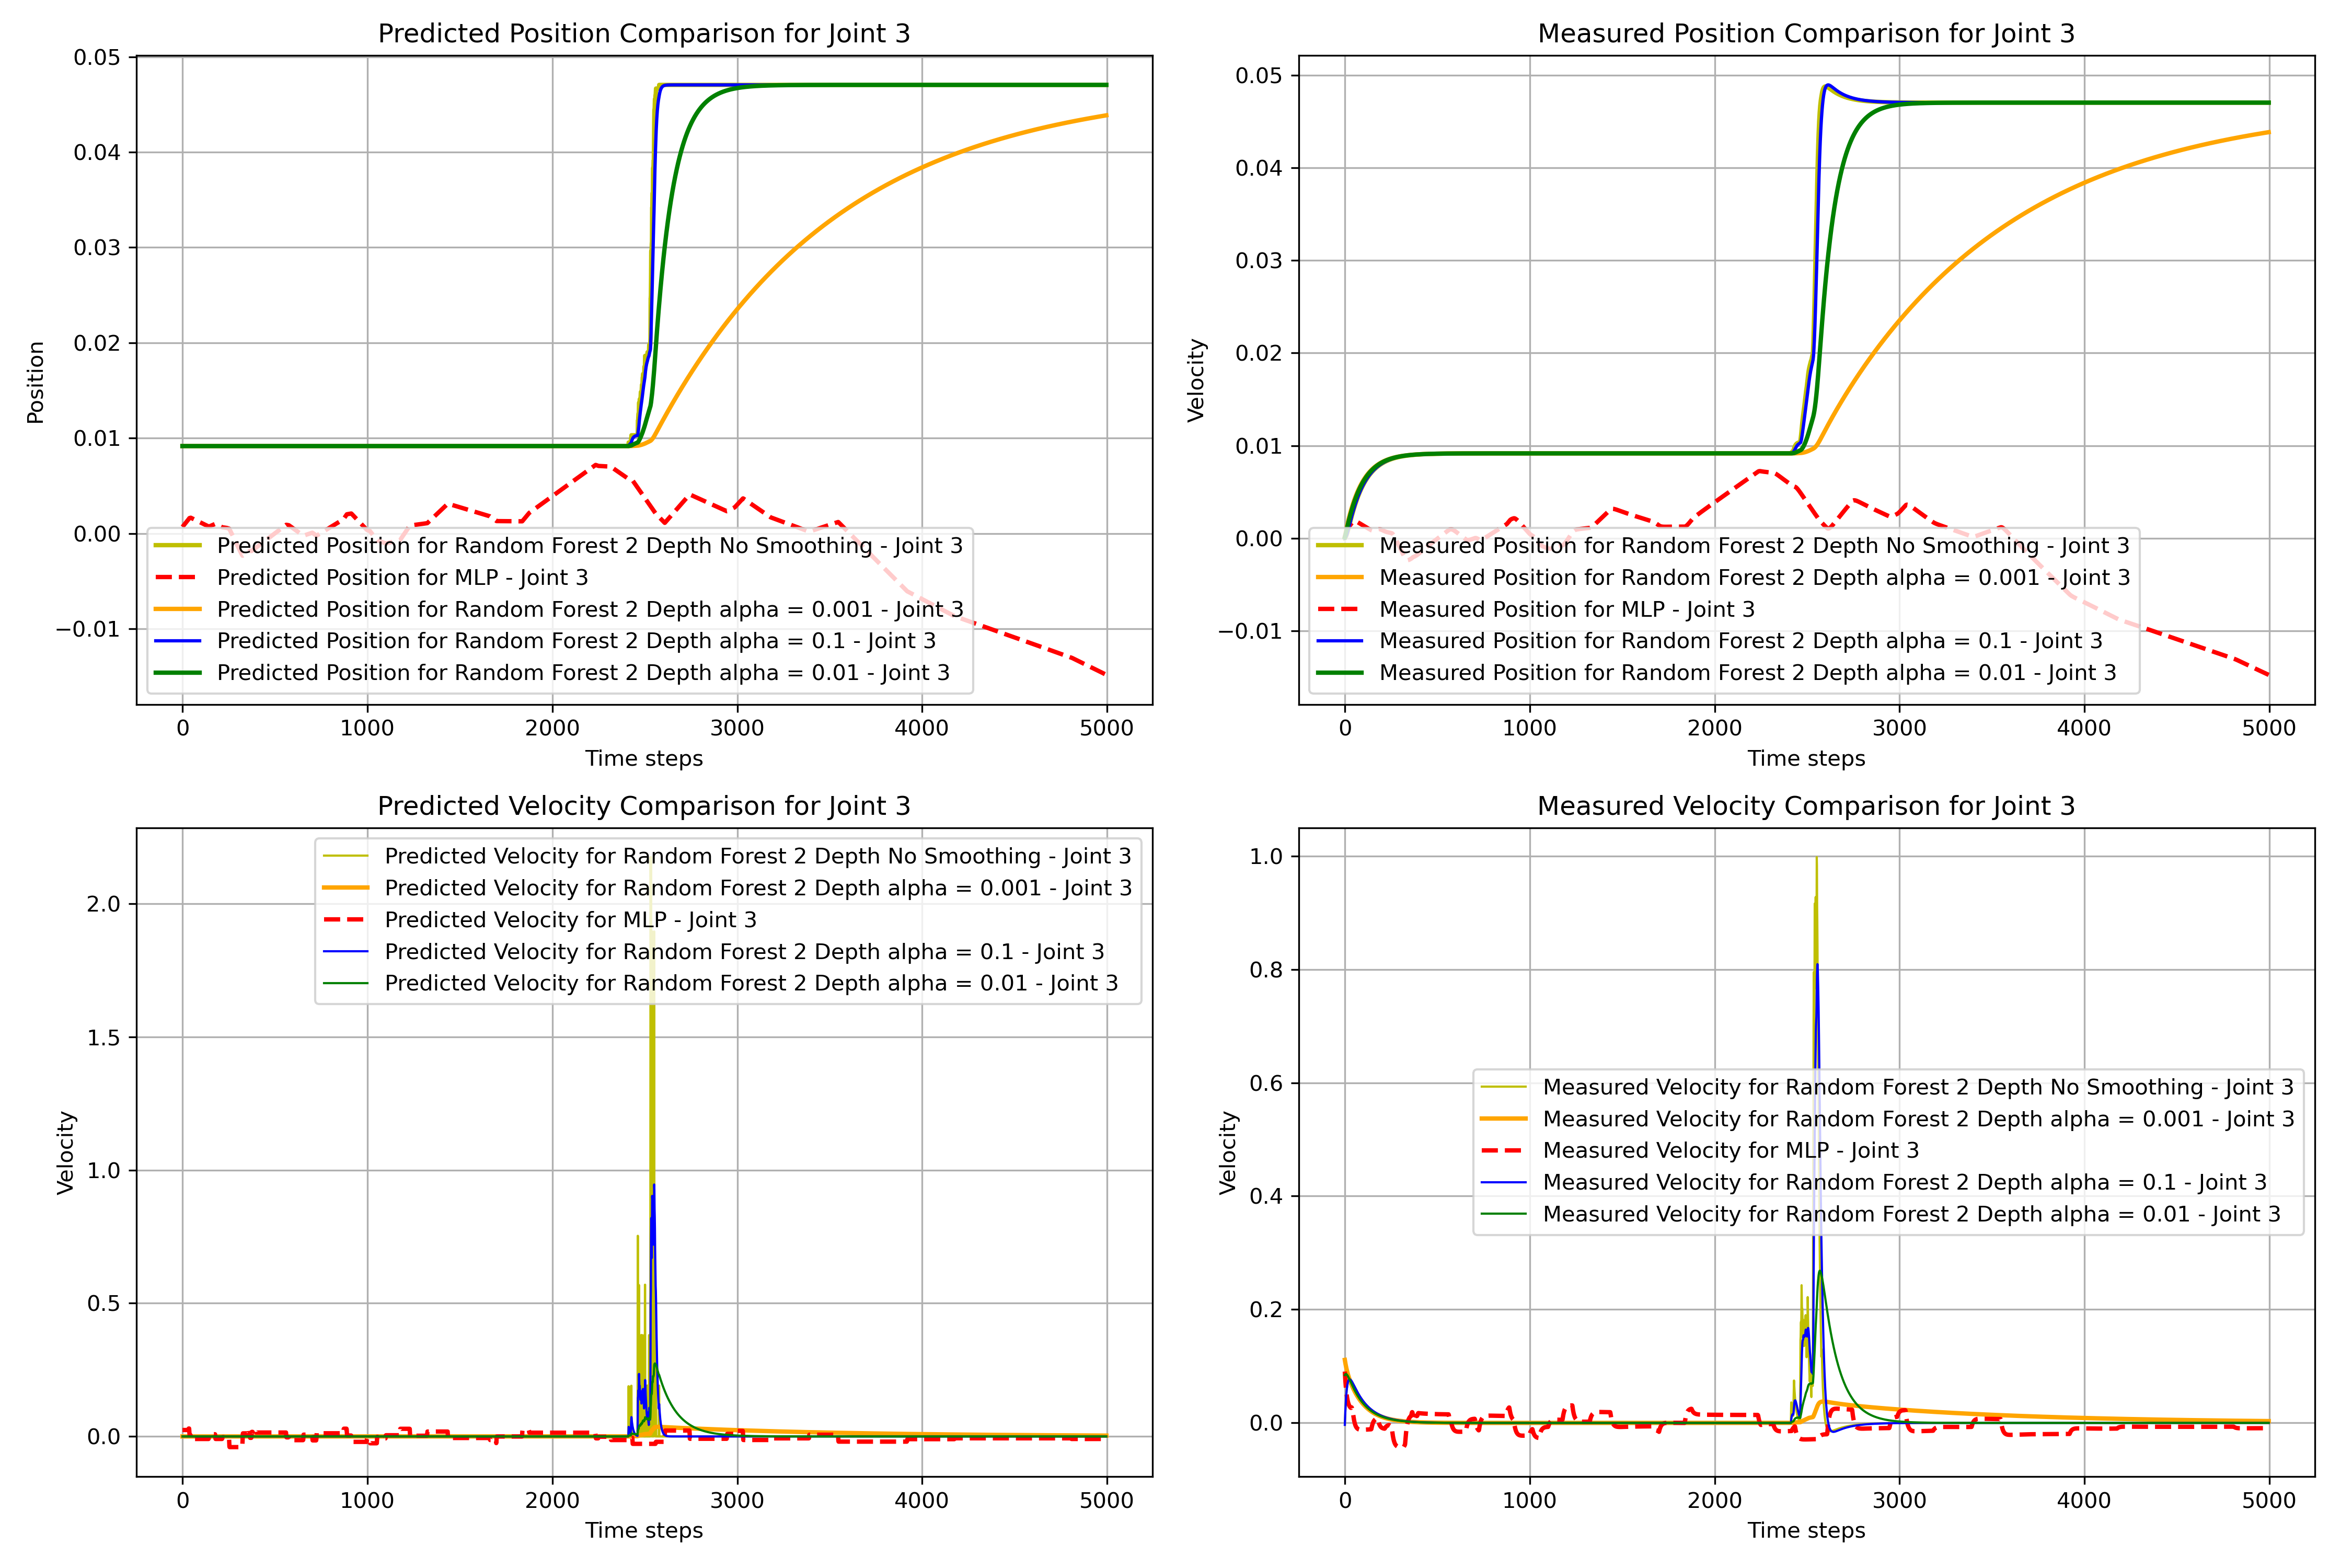 Predicted Position Comparison for Joint 3
Position
0.05
0.04
0.03
0.02
0.01
0.00
−0.01
Predicted Position for Random Forest 2 Depth No Smoothing - Joint 3
Predicted Position for MLP - Joint 3
Predicted Position for Random Forest 2 Depth alpha = 0.001 - Joint 3
Predicted Position for Random Forest 2 Depth alpha = 0.1 - Joint 3
Predicted Position for Random Forest 2 Depth alpha = 0.01 - Joint 3
0 1000 2000 3000 4000 5000
Time steps
Measured Position Comparison for Joint 3
Velocity
0.05
0.04
0.03
0.02
0.01
0.00
−0.01
Measured Position for Random Forest 2 Depth No Smoothing - Joint 3
Measured Position for Random Forest 2 Depth alpha = 0.001 - Joint 3
Measured Position for MLP - Joint 3
Measured Position for Random Forest 2 Depth alpha = 0.1 - Joint 3
Measured Position for Random Forest 2 Depth alpha = 0.01 - Joint 3
0 1000 2000 3000 4000 5000
Time steps
Predicted Velocity Comparison for Joint 3
Velocity
2.0
1.5
1.0
0.5
0.0
Predicted Velocity for Random Forest 2 Depth No Smoothing - Joint 3
Predicted Velocity for Random Forest 2 Depth alpha = 0.001 - Joint 3
Predicted Velocity for MLP - Joint 3
Predicted Velocity for Random Forest 2 Depth alpha = 0.1 - Joint 3
Predicted Velocity for Random Forest 2 Depth alpha = 0.01 - Joint 3
0 1000 2000 3000 4000 5000
Time steps
Measured Velocity Comparison for Joint 3
Velocity
1.0
0.8
0.6
0.4
0.2
0.0
Measured Velocity for Random Forest 2 Depth No Smoothing - Joint 3
Measured Velocity for Random Forest 2 Depth alpha = 0.001 - Joint 3
Measured Velocity for MLP - Joint 3
Measured Velocity for Random Forest 2 Depth alpha = 0.1 - Joint 3
Measured Velocity for Random Forest 2 Depth alpha = 0.01 - Joint 3
0 1000 2000 3000 4000 5000
Time steps